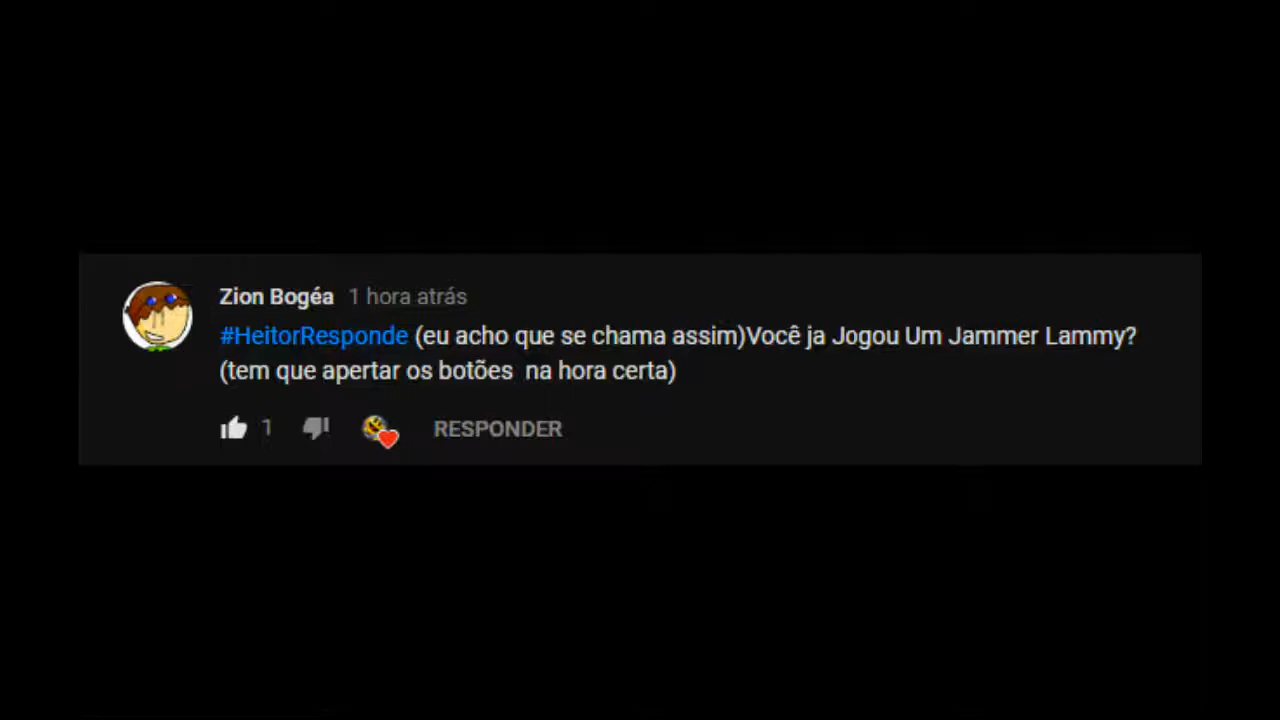 Zion Bogéa 1 hora atrás
#HeitorResponde (eu acho que se chama assim)Você ja Jogou Um Jammer Lammy?
(tem que apertar os botões  na hora certa)
1 RESPONDER